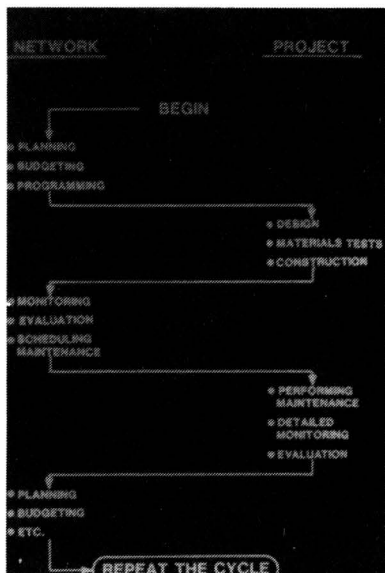 NETWORK
PROJECT
BEGIN
• PLANNING
• BUDGETING
• PROGRAMMING
• DESIGN
• MATERIALS TESTS
• CONSTRUCTION
• MONITORING
• EVALUATION
• SCHEDULING
MAINTENANCE
• PERFORMING
MAINTENANCE
• DETAILED
MONITORING
• EVALUATION
• PLANNING
• BUDGETING
• ETC.
REPEAT THE CYCLE